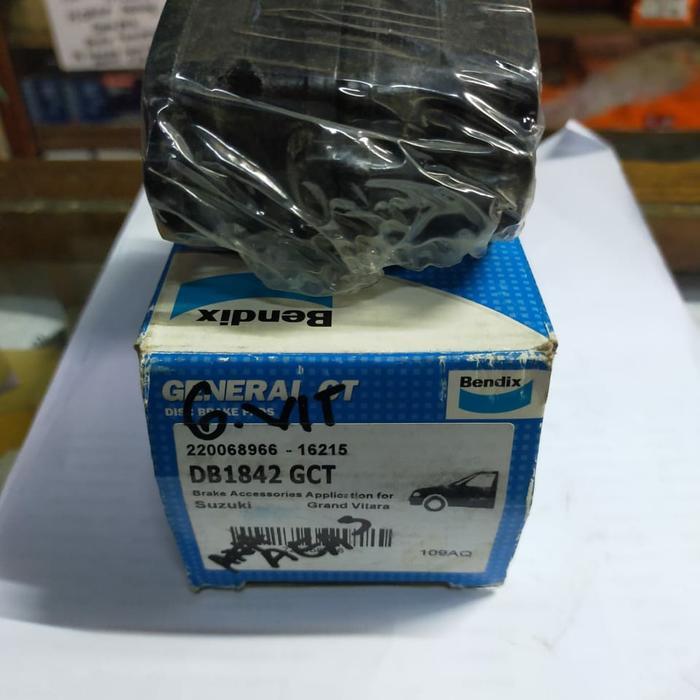 Bendix
GENERAL CT
Bendix
DISC BRAKE PADS
G.VIT
220068966 - 16215
DB1842 GCT
Brake Accessories Application for
Suzuki Grand Vitara
109AQ